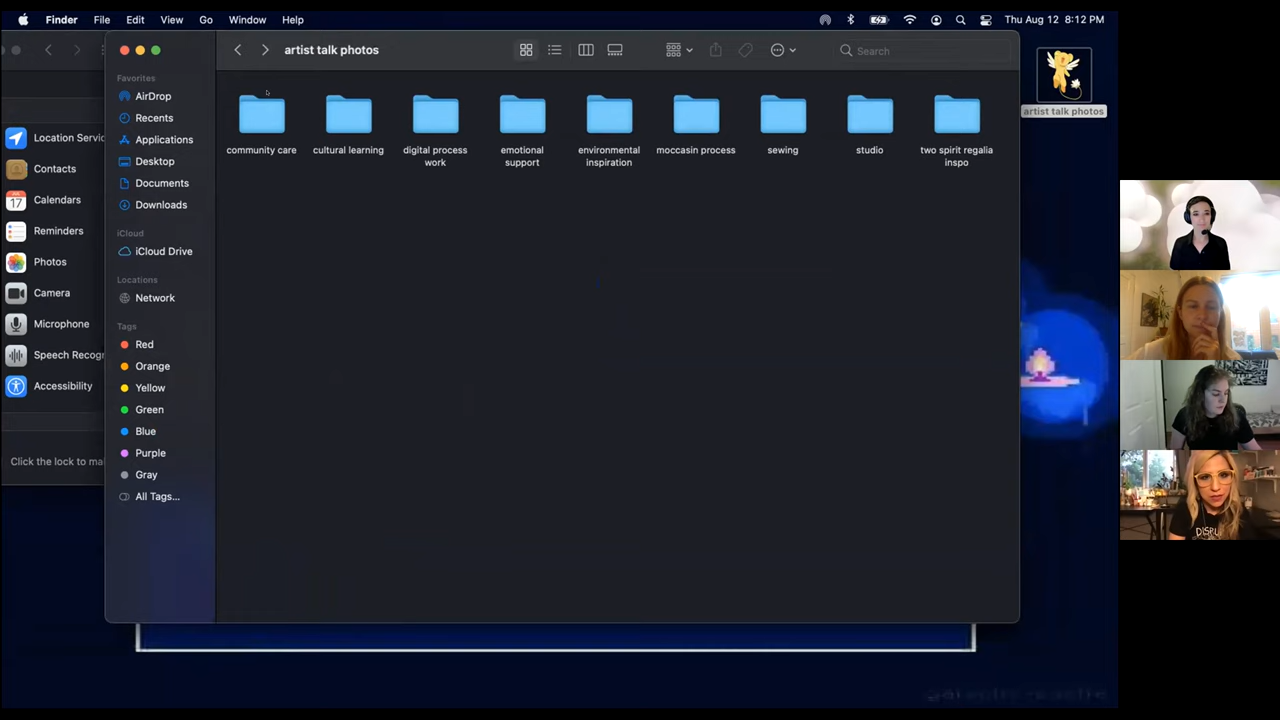 Finder File Edit View Go Window Help
Thu Aug 12 8:12 PM
artist talk photos
Search
Favorites
AirDrop
Recents
Applications
Desktop
Documents
Downloads
iCloud
iCloud Drive
Locations
Network
Tags
Red
Orange
Yellow
Green
Blue
Purple
Gray
All Tags...
community care
cultural learning
digital process
work
emotional
support
environmental
inspiration
moccasin process
sewing
studio
two spirit regalia
inspo
artist talk photos
Location Servic
Contacts
17
Calendars
Reminders
Photos
Camera
Microphone
Speech Recog
Accessibility
Click the lock to ma